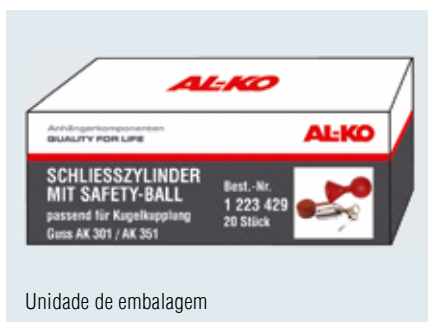 AL-KO
Anhängerkomponenten
QUALITY FOR LIFE
AL-KO
SCHLIESSZYLINDER
MIT SAFETY-BALL
passend für Kugelkupplung
Guss AK 301 / AK 351
Best.-Nr.
1 223 429
20 Stück
Unidade de embalagem